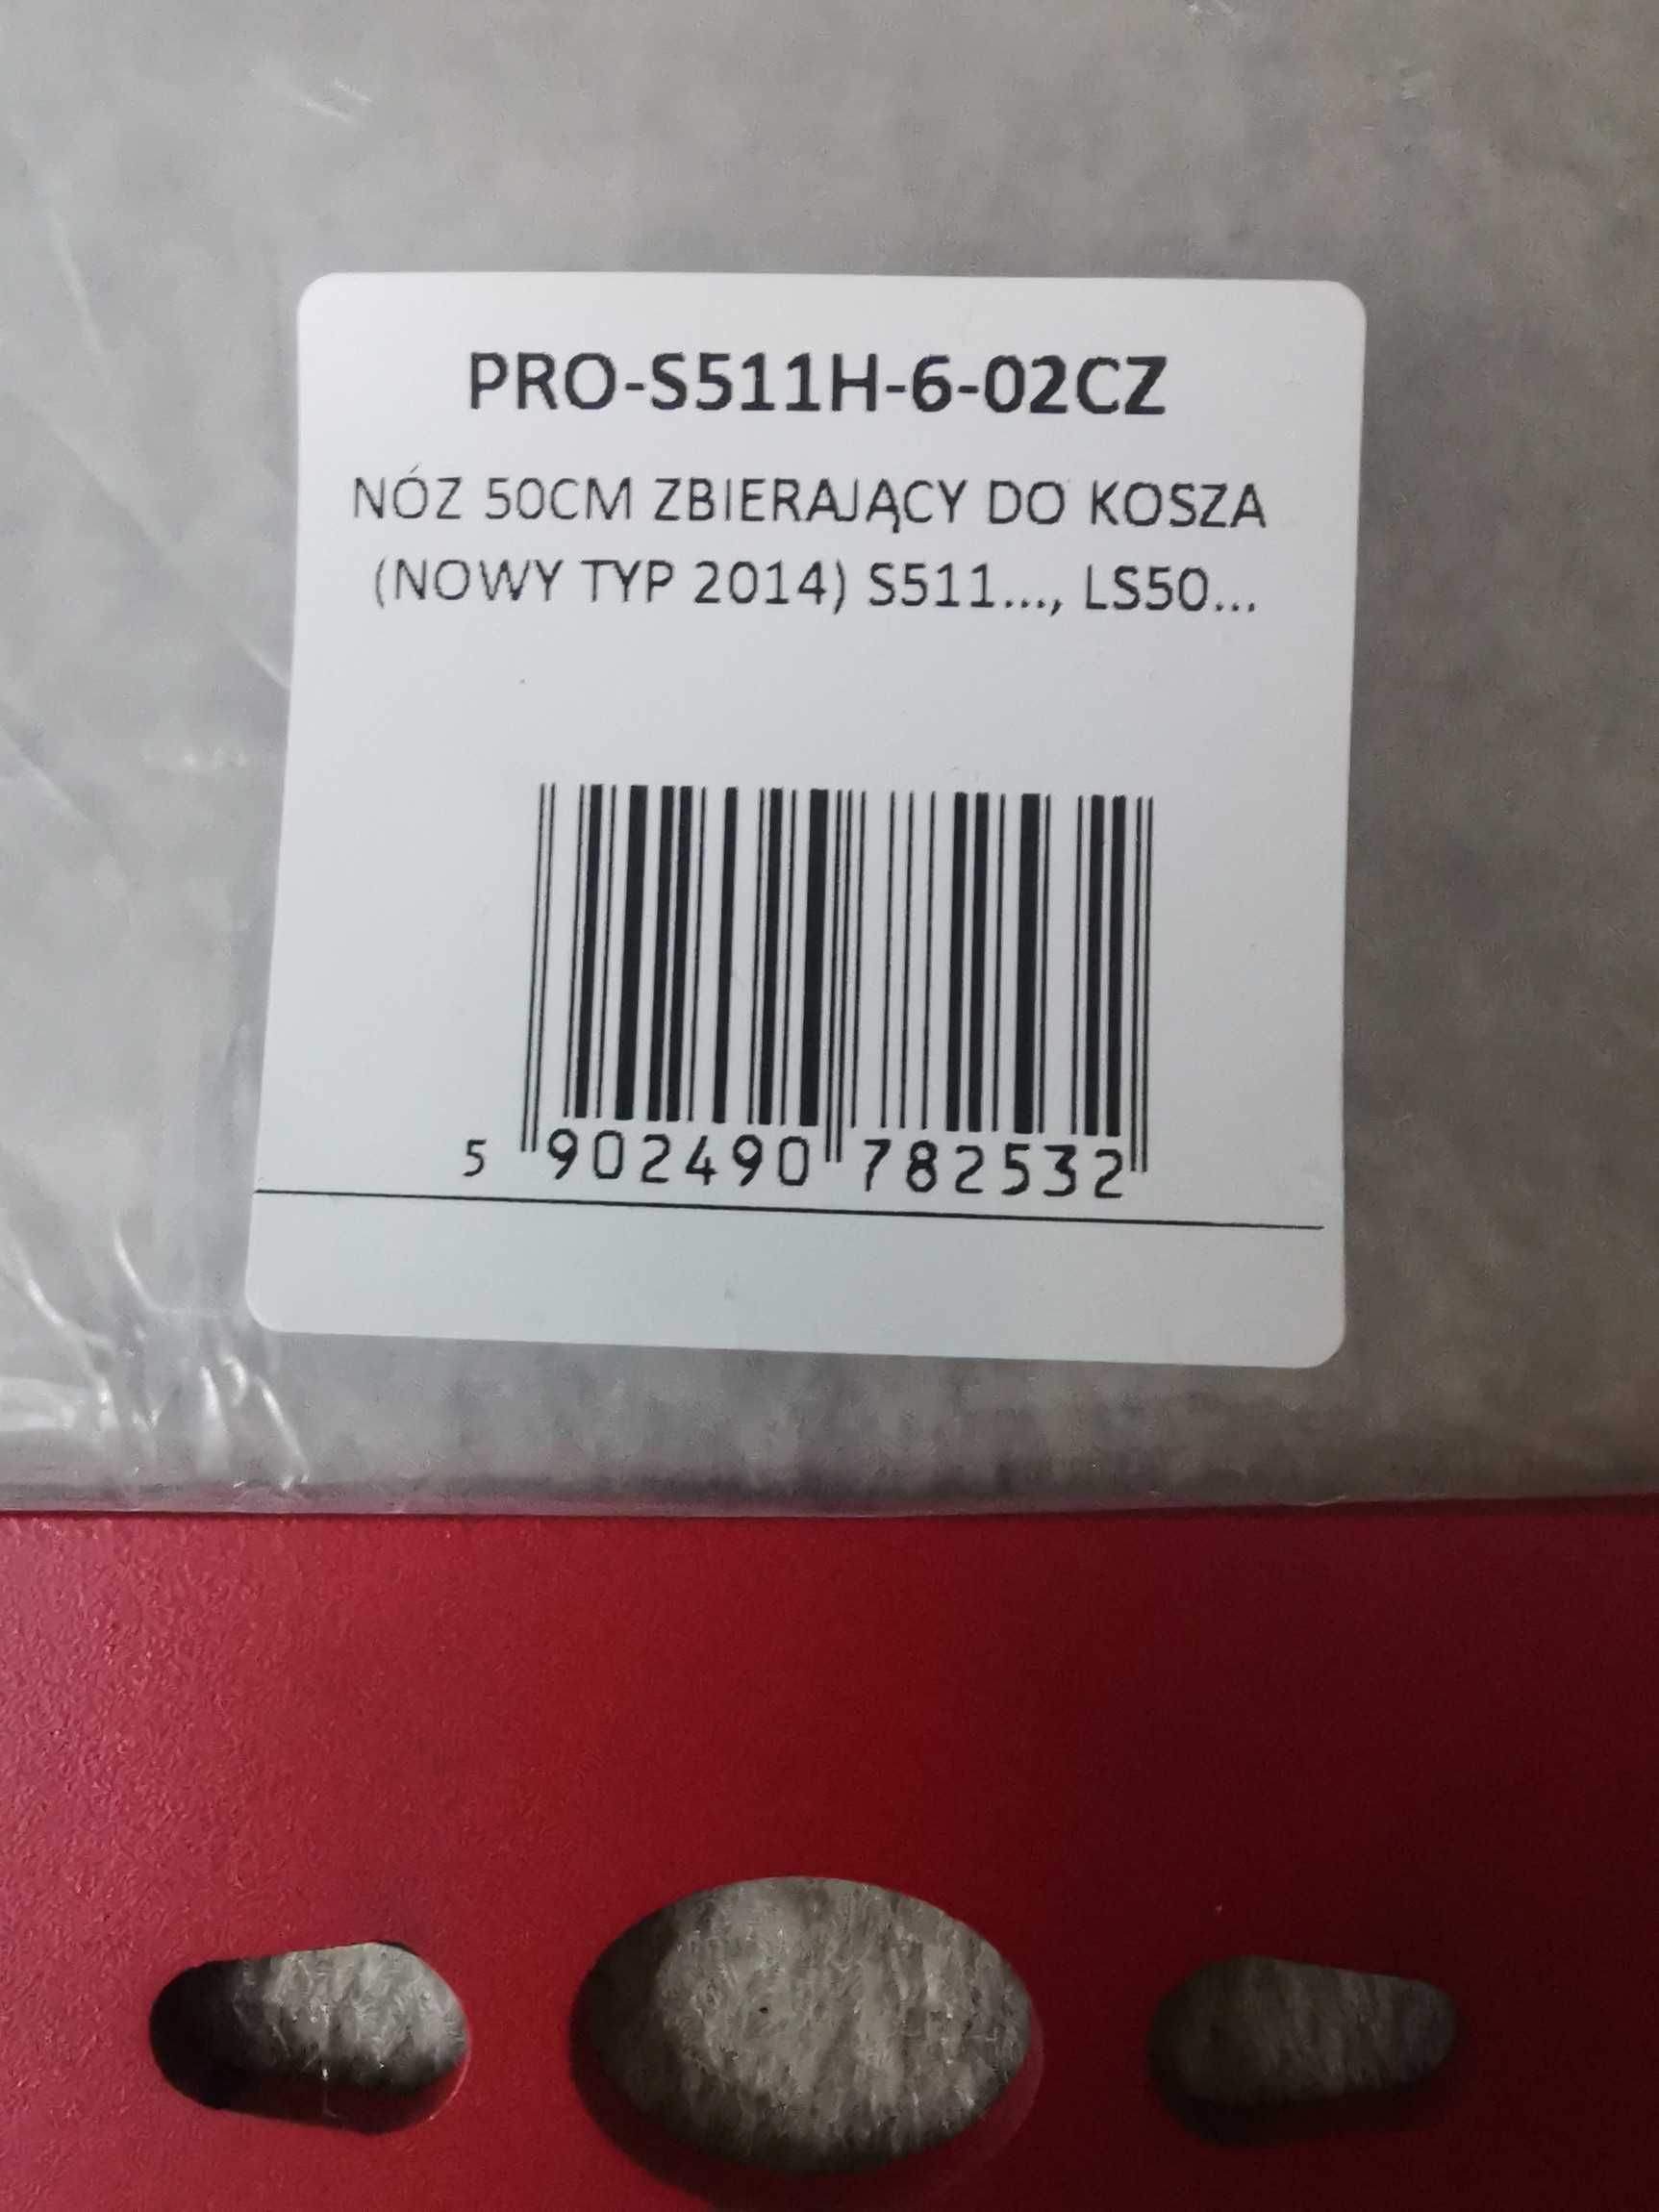 PRO-S511H-6-02CZ
NÓZ 50CM ZBIERAJĄCY DO KOSZA
(NOWY TYP 2014) S511..., LS50...
5 902490 782532